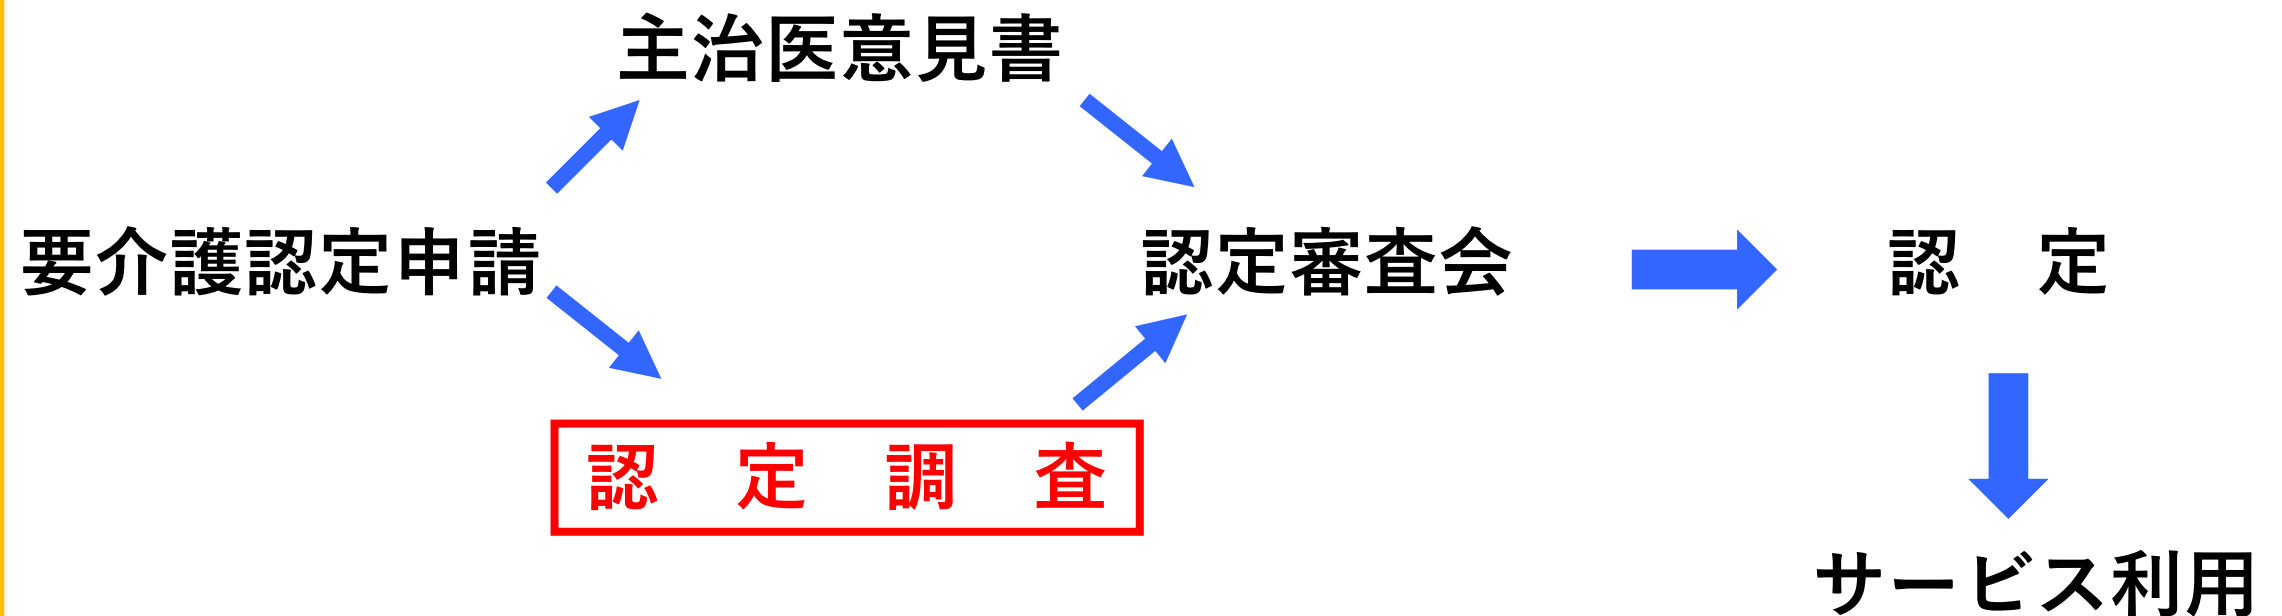 主治医意見書
要介護認定申請
認定審査会
認　定
認　定　調　査
サービス利用